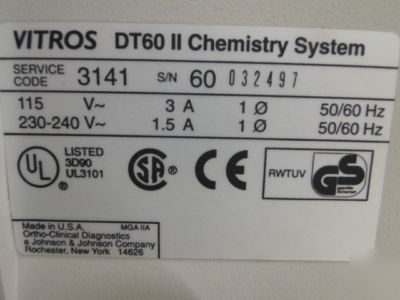 VITROS DT60 II Chemistry System
SERVICE CODE 3141 S/N 60 032497
115 V~ 3 A 1 Ø 50/60 Hz
230-240 V~ 1.5 A 1 Ø 50/60 Hz
UL LISTED
3D90
UL3101
SA
CE
RWTUV
GS
geprüfte Sicherheit
Made in U.S.A. MGA IIA
Ortho-Clinical Diagnostics
a Johnson & Johnson Company
Rochester, New York 14626